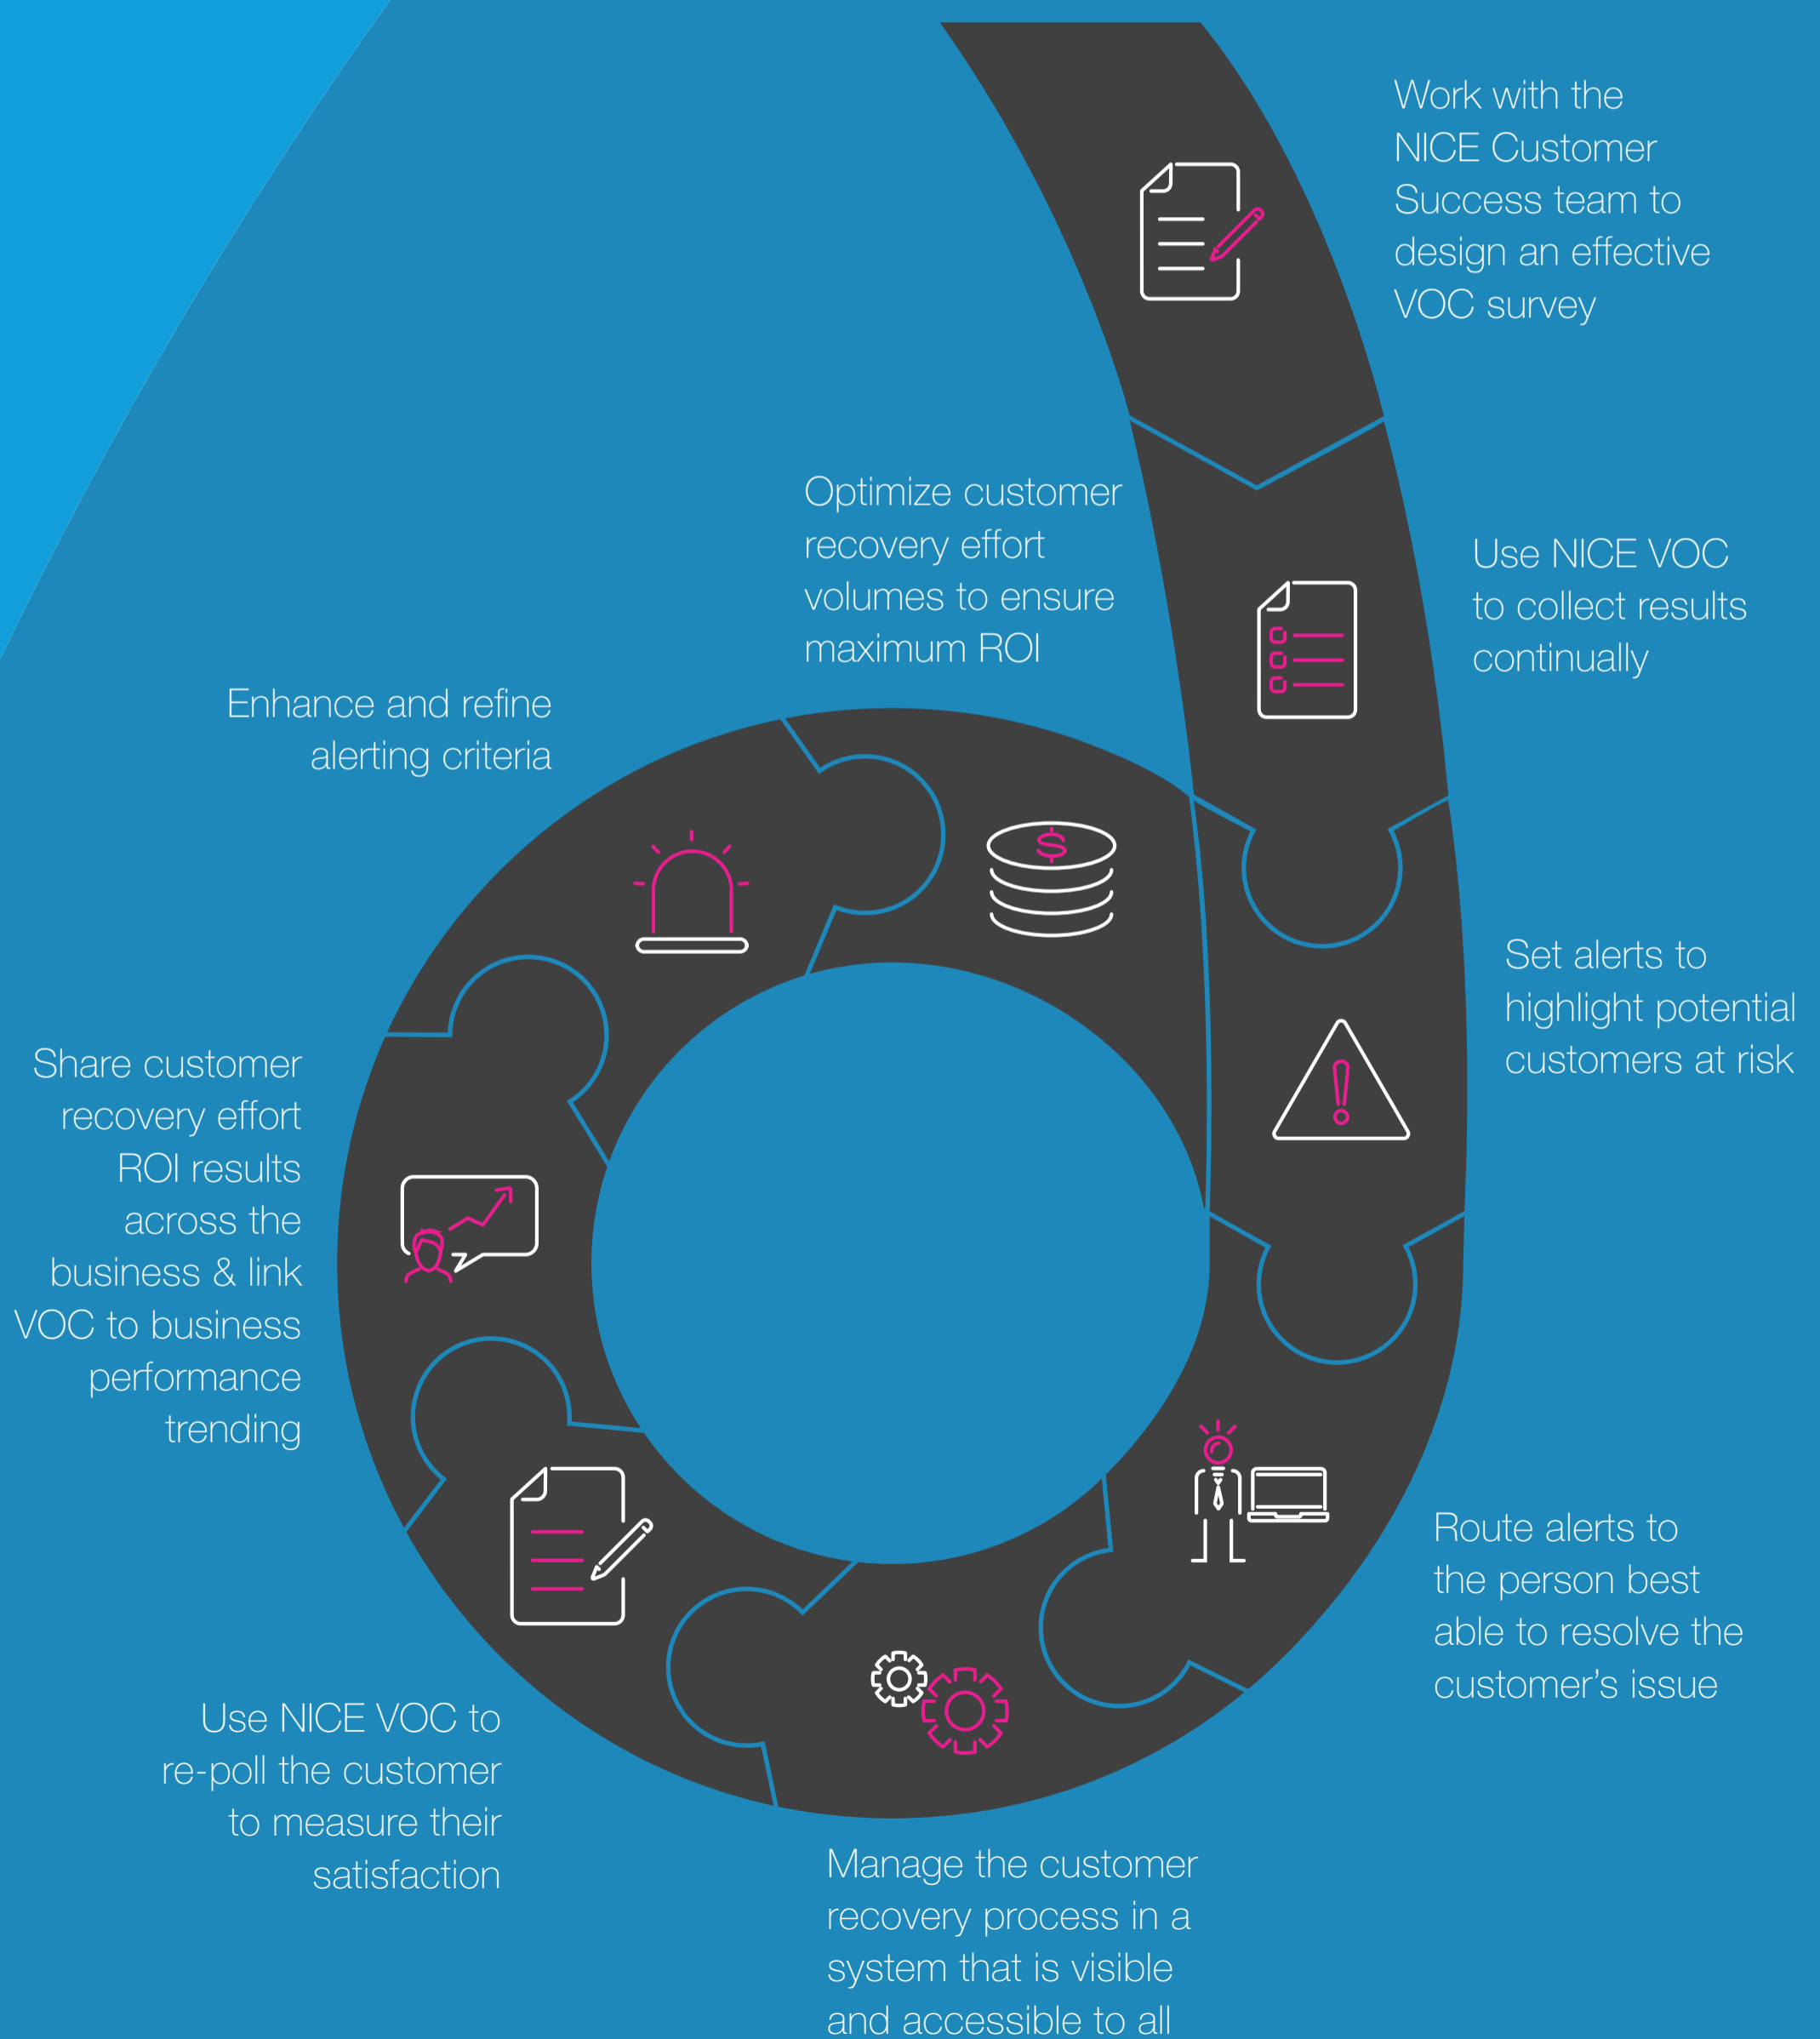 Work with the
NICE Customer
Success team to
design an effective
VOC survey
Use NICE VOC
to collect results
continually
Set alerts to
highlight potential
customers at risk
Route alerts to
the person best
able to resolve the
customer’s issue
Manage the customer
recovery process in a
system that is visible
and accessible to all
Use NICE VOC to
re-poll the customer
to measure their
satisfaction
Share customer
recovery effort
ROI results
across the
business & link
VOC to business
performance
trending
Enhance and refine
alerting criteria
Optimize customer
recovery effort
volumes to ensure
maximum ROI
$